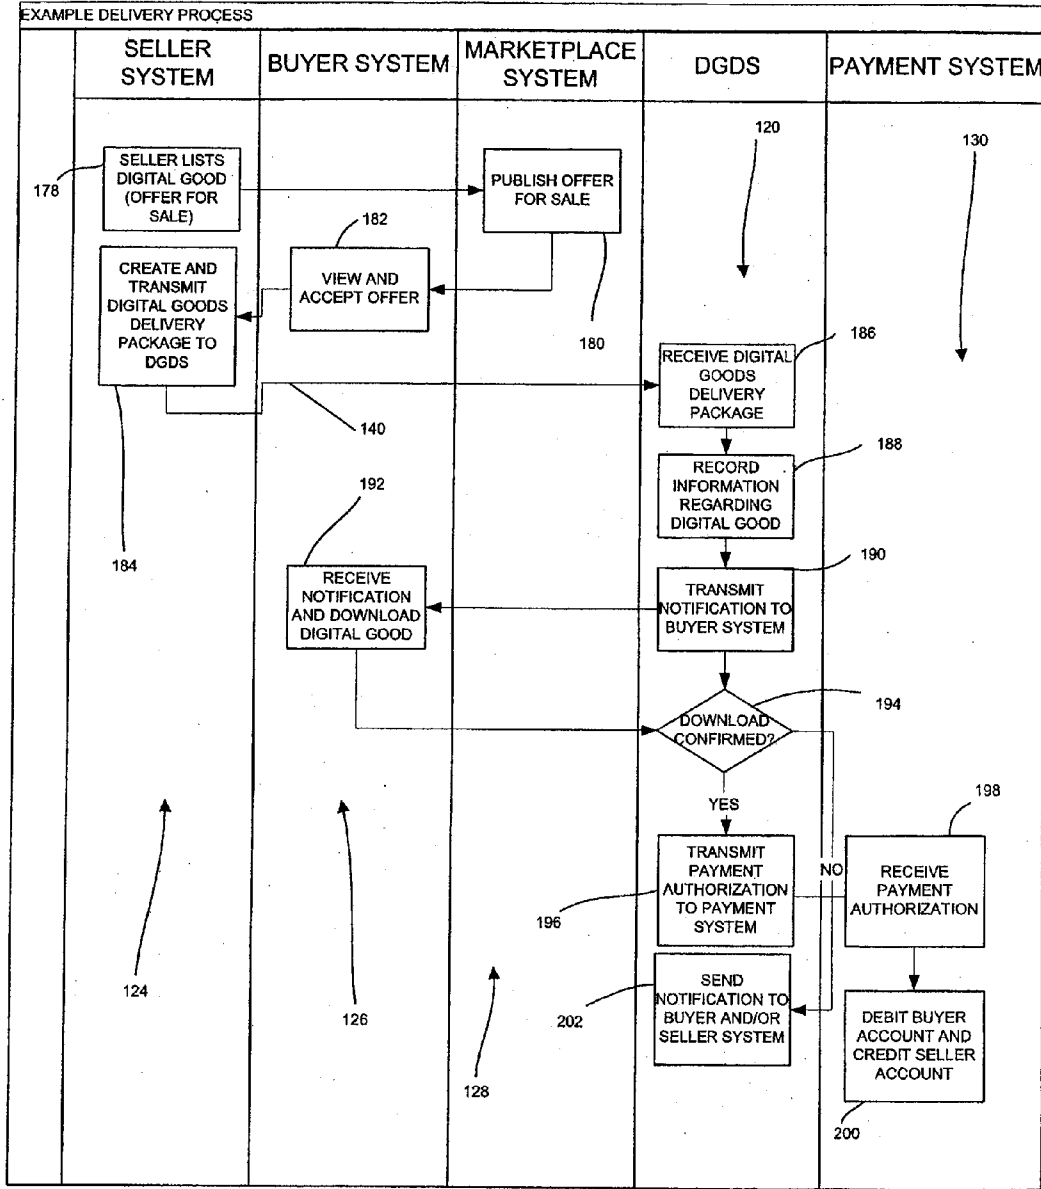 EXAMPLE DELIVERY PROCESS
SELLER
SYSTEM
BUYER SYSTEM
MARKETPLACE
SYSTEM
DGDS
PAYMENT SYSTEM
120
130
178
SELLER LISTS
DIGITAL GOOD
(OFFER FOR
SALE)
PUBLISH OFFER
FOR SALE
182
VIEW AND
ACCEPT OFFER
CREATE AND
TRANSMIT
DIGITAL GOODS
DELIVERY
PACKAGE TO
DGDS
180
186
RECEIVE DIGITAL
GOODS
DELIVERY
PACKAGE
140
188
RECORD
INFORMATION
REGARDING
DIGITAL GOOD
192
184
190
RECEIVE
NOTIFICATION
AND DOWNLOAD
DIGITAL GOOD
TRANSMIT
NOTIFICATION TO
BUYER SYSTEM
194
DOWNLOAD
CONFIRMED?
YES
198
TRANSMIT
PAYMENT
AUTHORIZATION
TO PAYMENT
SYSTEM
NO
RECEIVE
PAYMENT
AUTHORIZATION
196
124
126
128
202
SEND
NOTIFICATION TO
BUYER AND/OR
SELLER SYSTEM
DEBIT BUYER
ACCOUNT AND
CREDIT SELLER
ACCOUNT
200